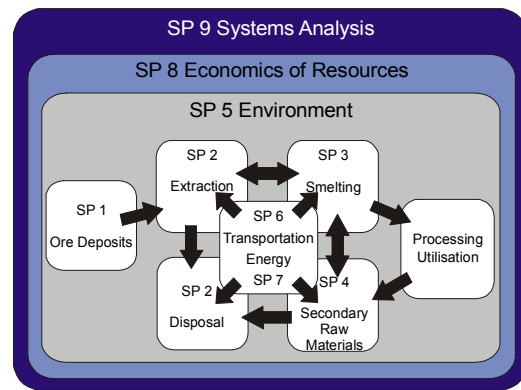 SP 9 Systems Analysis
SP 8 Economics of Resources
SP 5 Environment
SP 2
Extraction
SP 3
Smelting
SP 1
Ore Deposits
SP 6
Transportation
Energy
SP 7
Processing
Utilisation
SP 2
Disposal
SP 4
Secondary
Raw
Materials